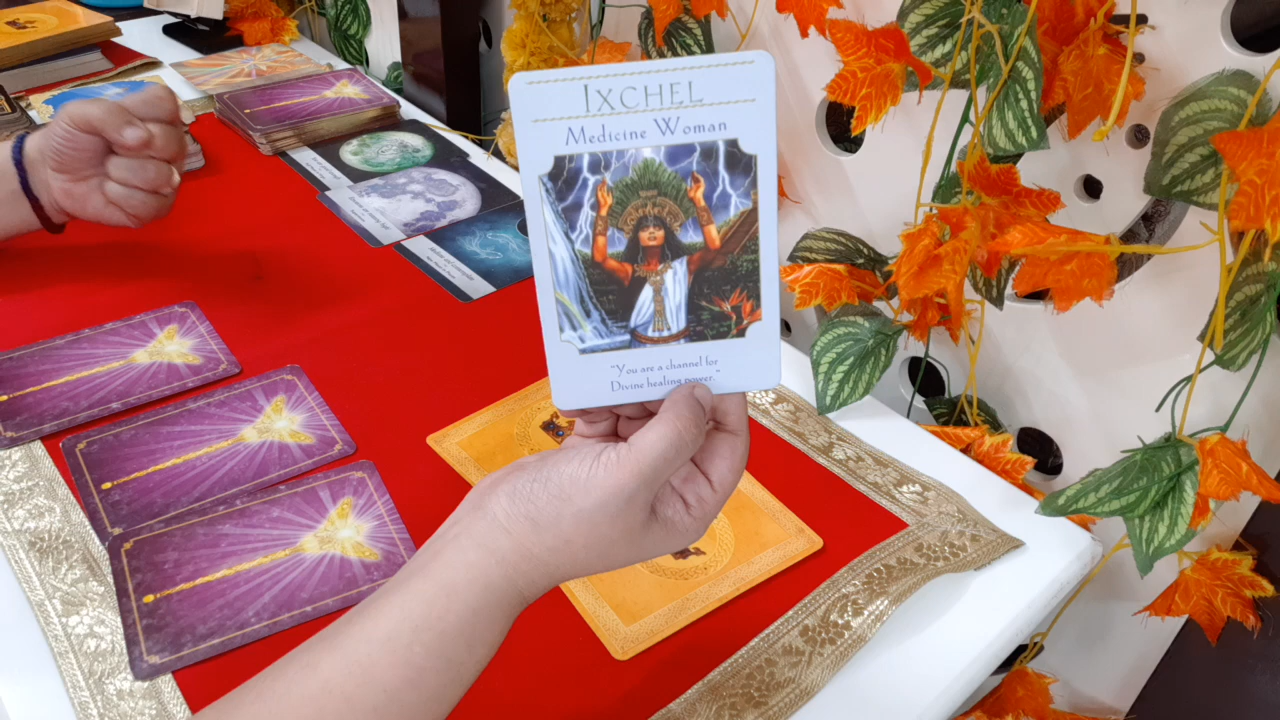 IXCHEL
Medicine Woman
"You are a channel for
Divine healing power."